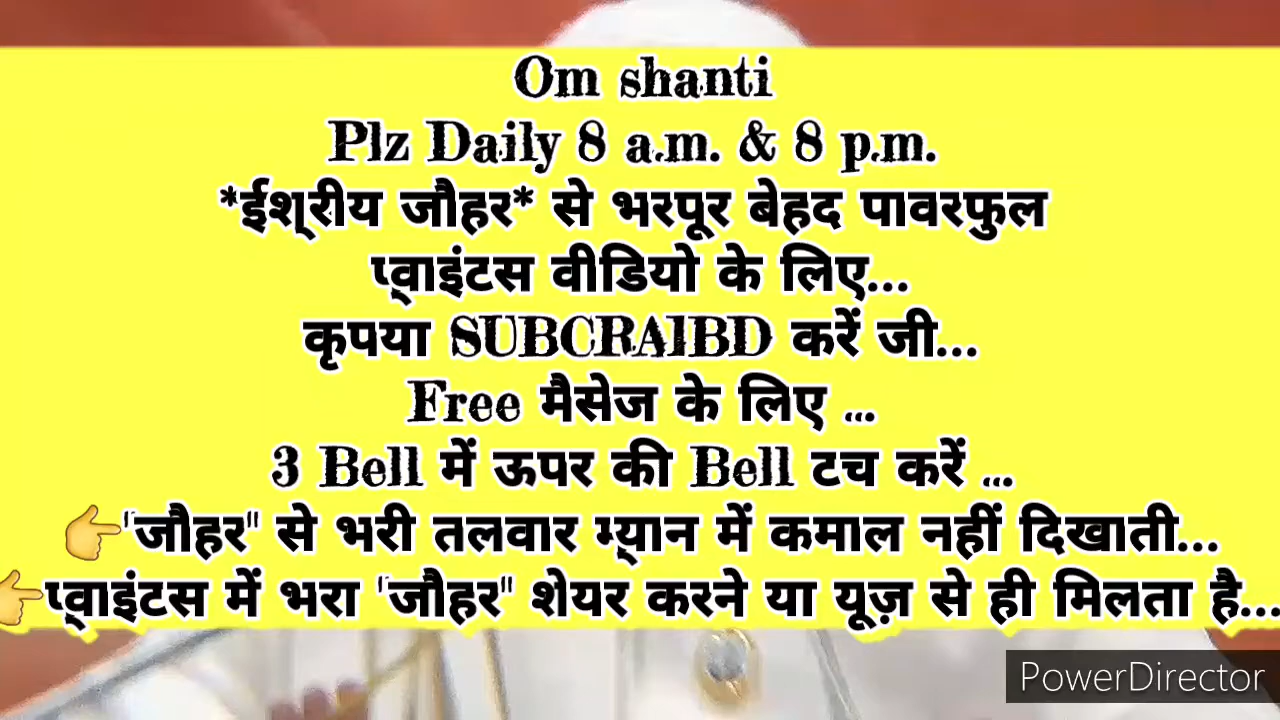 Om shanti
Plz Daily 8 a.m. & 8 p.m.
*ईश्रीय जौहर* से भरपूर बेहद पावरफुल
प्वाइंटस वीडियो के लिए...
कृपया SUBCRAIBD करें जी...
Free मैसेज के लिए ...
3 Bell में ऊपर की Bell टच करें ...
👉"जौहर" से भरी तलवार म्यान में कमाल नहीं दिखाती...
👉प्वाइंटस में भरा "जौहर" शेयर करने या यूज़ से ही मिलता है...
PowerDirector